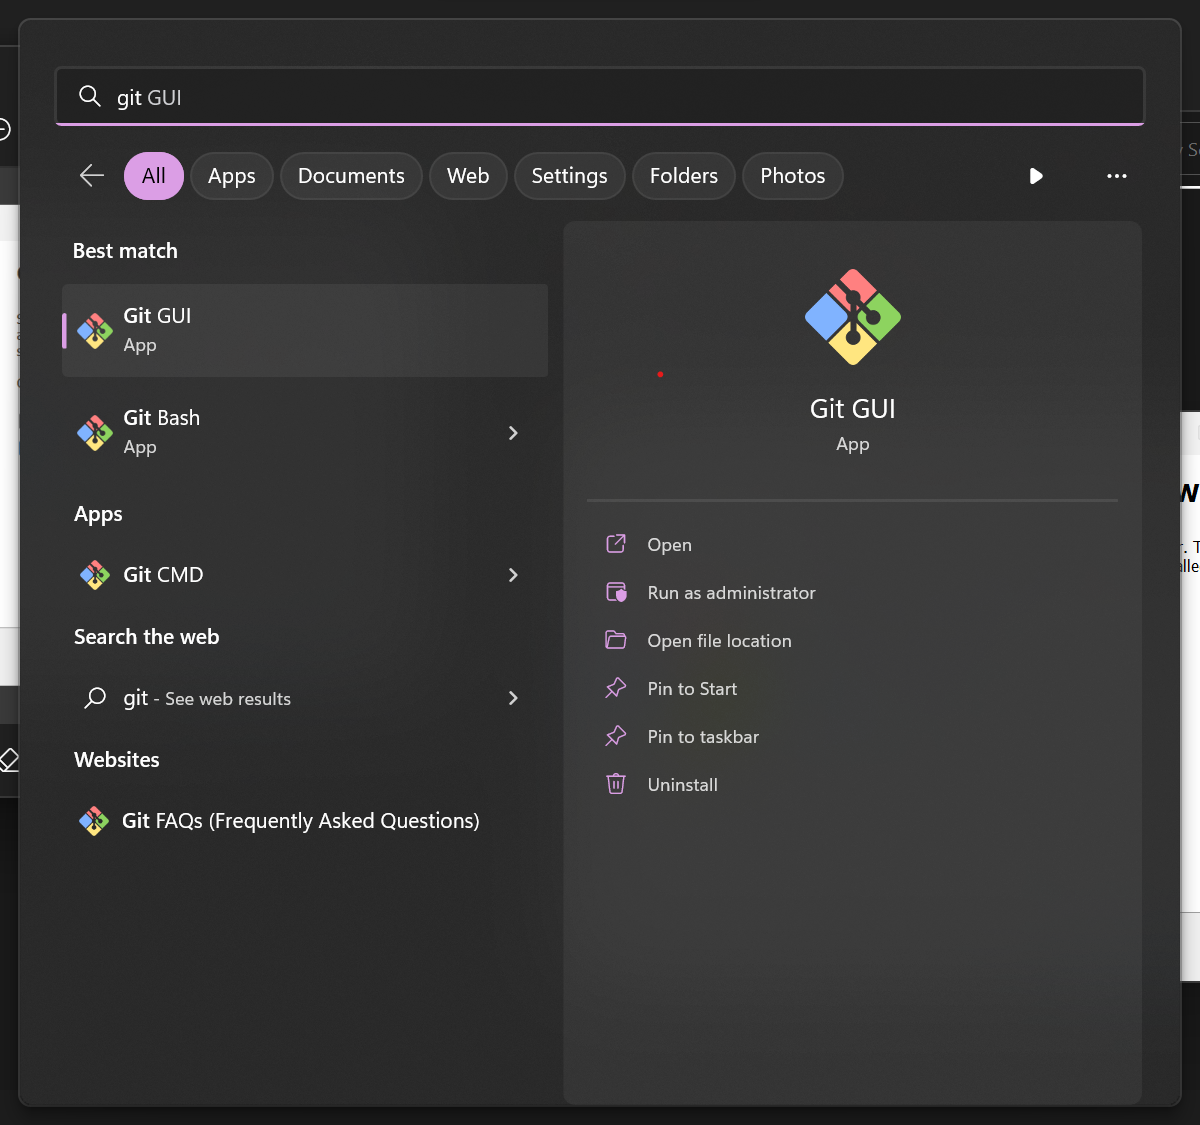 git GUI
All
Apps
Documents
Web
Settings
Folders
Photos
Best match
Git GUI
App
Git Bash
App
Apps
Git CMD
Search the web
git - See web results
Websites
Git FAQs (Frequently Asked Questions)
Git GUI
App
Open
Run as administrator
Open file location
Pin to Start
Pin to taskbar
Uninstall